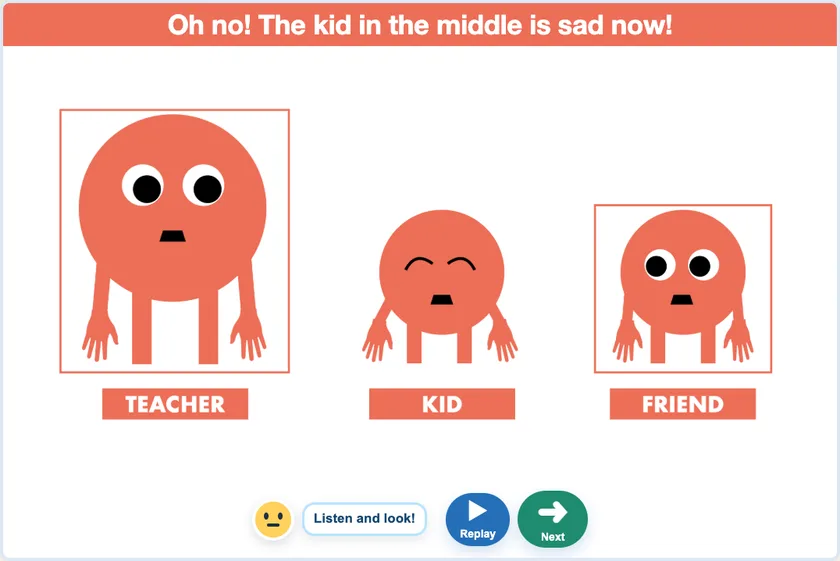 Oh no! The kid in the middle is sad now!
TEACHER
KID
FRIEND
Listen and look!
Replay
Next